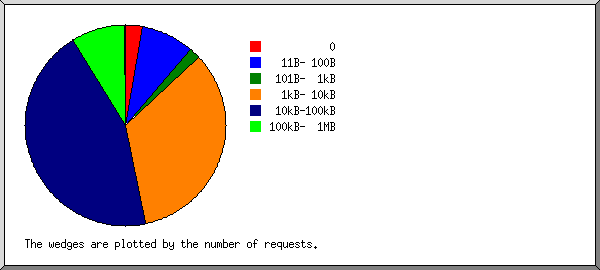 0
11B- 100B
101B- 1kB
1kB- 10kB
10kB-100kB
100kB- 1MB
The wedges are plotted by the number of requests.